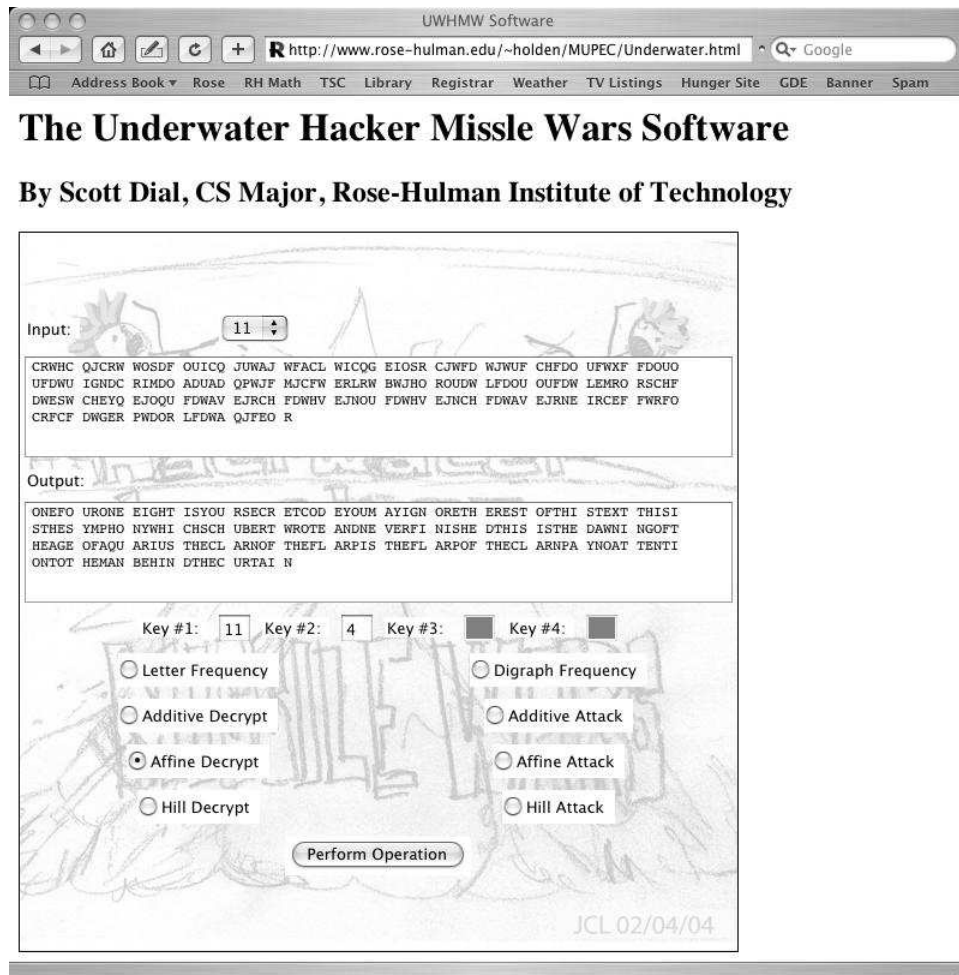 UWHMW Software
http://www.rose-hulman.edu/~holden/MUPEC/Underwater.html Google
Address Book Rose RH Math TSC Library Registrar Weather TV Listings Hunger Site GDE Banner Spam
The Underwater Hacker Missle Wars Software
By Scott Dial, CS Major, Rose-Hulman Institute of Technology
Input: 11
CRWHC QJCRW WOSDF OUICQ JUWAJ WFACL WICQG EIOSR CJWFD WJWUF CHFDO UFWXF FDOUO
UFDWU IGNDC RIMDO ADUAD QPWJF MJCFW ERLRW BWJHO ROUDW LFDOU OUFDW LEMRO RSCHF
DWESW CHEYQ EJOQU FDWAV EJRCH FDWHV EJNOU FDWHV EJNCH FDWAV EJRNE IRCEF FWRFO
CRFCF DWGER PWDOR LFDWA QJFEO R
Output:
ONEFO URONE EIGHT ISYOU RSECR ETCOD EYOUM AYIGN ORETH EREST OFTHI STEXT THISI
STHES YMPHO NYWHI CHSCH UBERT WROTE ANDNE VERFI NISHE DTHIS ISTHE DAWNI NGOFT
HEAGE OFAQU ARIUS THECL ARNOF THEFL ARPIS THEFL ARPOF THECL ARNPA YNOAT TENTI
ONTOT HEMAN BEHIN DTHEC URTAI N
Key #1: 11 Key #2: 4 Key #3: Key #4:
Letter Frequency Digraph Frequency
Additive Decrypt Additive Attack
Affine Decrypt Affine Attack
Hill Decrypt Hill Attack
Perform Operation
JCL 02/04/04